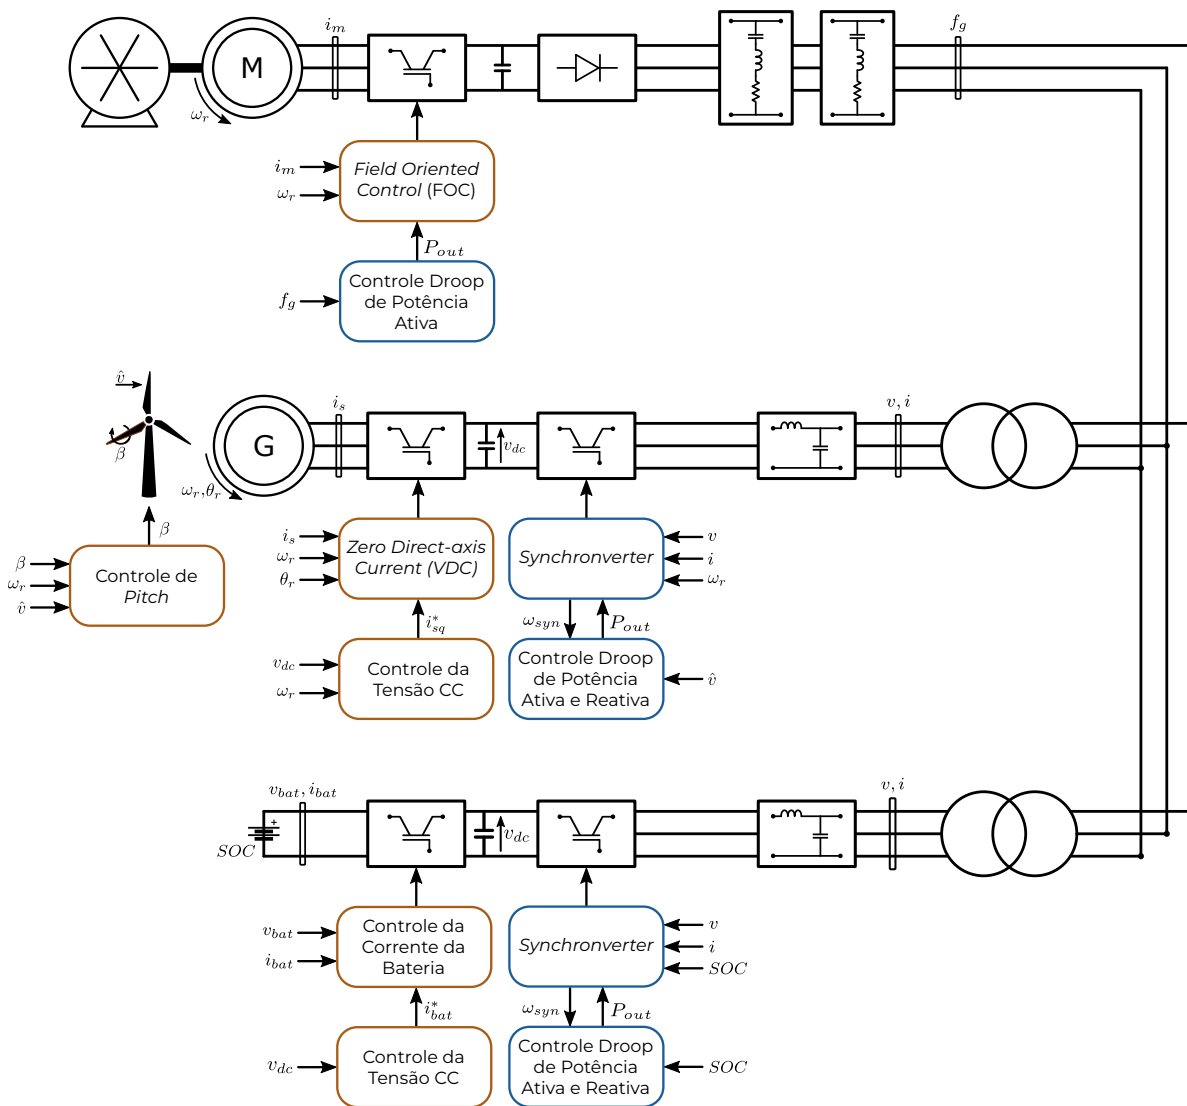 i_m
f_g
M
ω_r
i_m
Field Oriented
Control (FOC)
ω_r
P_out
Controle Droop
de Potência
Ativa
f_g
v̂
β
i_s
v, i
G
v_dc
ω_r, θ_r
β
β
ω_r
v̂
Controle de
Pitch
i_s
ω_r
θ_r
Zero Direct-axis
Current (VDC)
Synchronverter
v
i
ω_r
i*_sq
ω_syn
P_out
v_dc
ω_r
Controle da
Tensão CC
Controle Droop
de Potência
Ativa e Reativa
v̂
v_bat, i_bat
v, i
+
SOC
v_dc
v_bat
i_bat
Controle da
Corrente da
Bateria
Synchronverter
v
i
SOC
i*_bat
ω_syn
P_out
v_dc
Controle da
Tensão CC
Controle Droop
de Potência
Ativa e Reativa
SOC